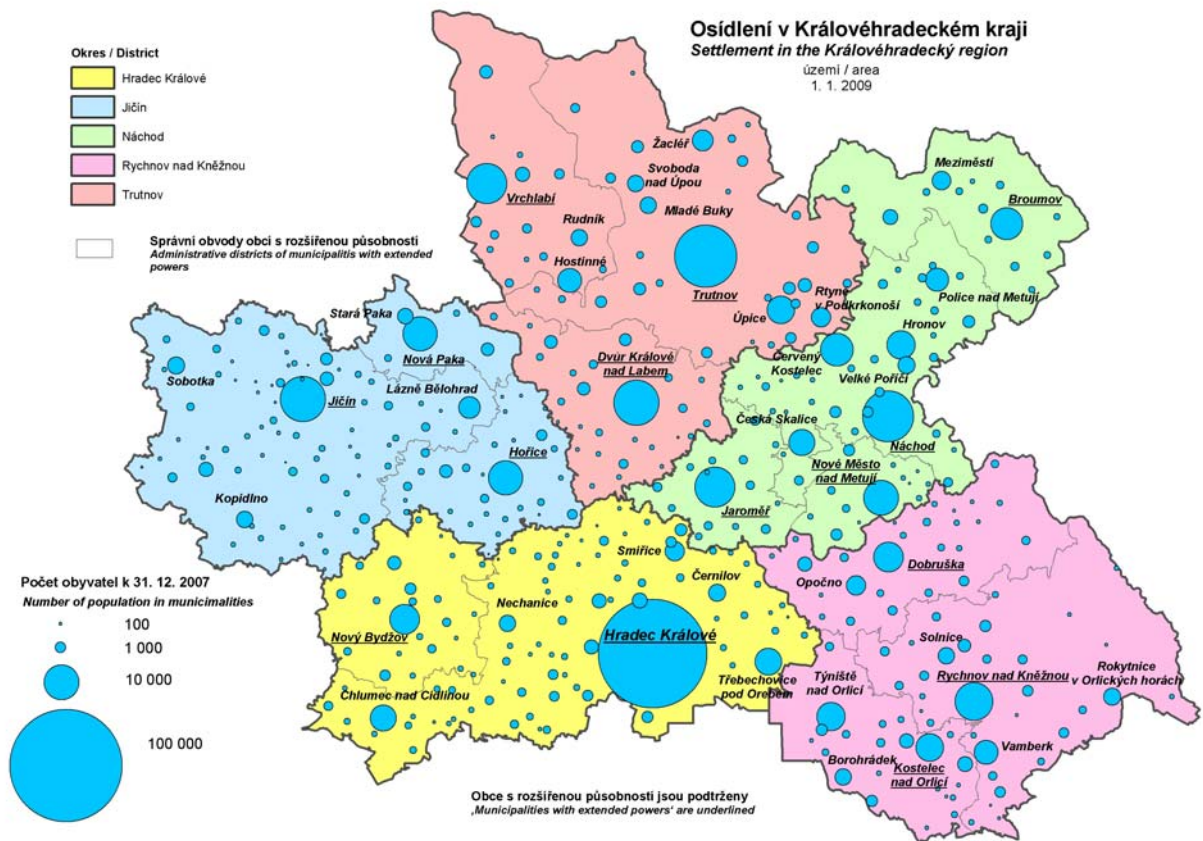 Osídlení v Královéhradeckém kraji
Settlement in the Královéhradecký region
území / area
1. 1. 2009
Okres / District
Hradec Králové
Jičín
Náchod
Rychnov nad Kněžnou
Trutnov
Správní obvody obcí s rozšířenou působností
Administrative districts of municipalitis with extended
powers
Žacléř
Svoboda
nad Úpou
Vrchlabí
Mladé Buky
Rudník
Hostinné
Trutnov
Meziměstí
Broumov
Police nad Metují
Rtyně
v Podkrkonoší
Úpice
Hronov
Stará Paka
Nová Paka
Sobotka
Lázně Bělohrad
Jičín
Dvůr Králové
nad Labem
Červený
Kostelec
Velké Poříčí
Česká Skalice
Náchod
Hořice
Nové Město
nad Metují
Kopidlno
Jaroměř
Smiřice
Černilov
Opočno
Dobruška
Počet obyvatel k 31. 12. 2007
Number of population in municimalities
100
1 000
10 000
100 000
Nechanice
Nový Bydžov
Hradec Králové
Solnice
Třebechovice
pod Orebem
Týniště
nad Orlicí
Rychnov nad Kněžnou
Rokytnice
v Orlických horách
Chlumec nad Cidlinou
Borohrádek
Kostelec
nad Orlicí
Vamberk
Obce s rozšířenou působností jsou podtrženy
‚Municipalities with extended powers‘ are underlined